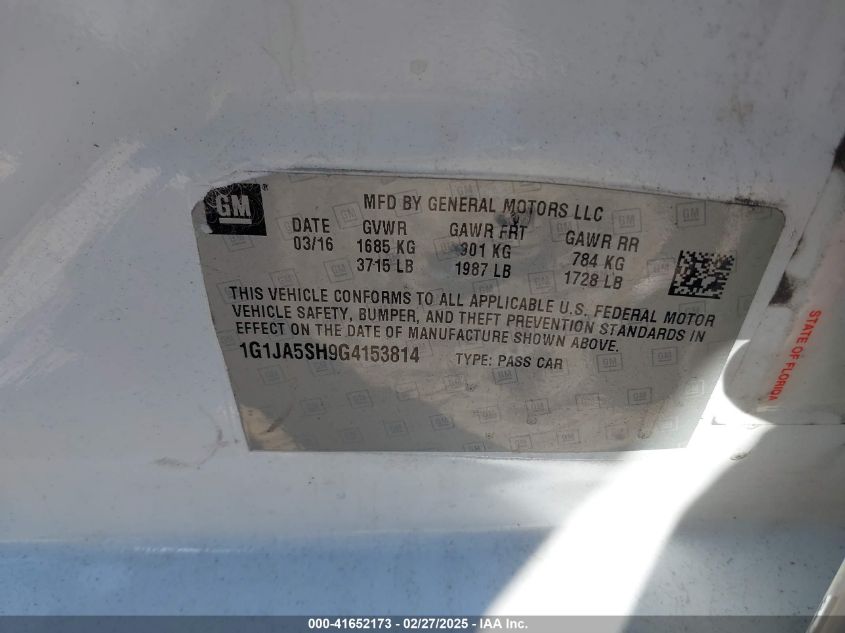 GM
MFD BY GENERAL MOTORS LLC
DATE GVWR GAWR FRT GAWR RR
03/16 1685 KG 901 KG 784 KG
3715 LB 1987 LB 1728 LB
THIS VEHICLE CONFORMS TO ALL APPLICABLE U.S. FEDERAL MOTOR
VEHICLE SAFETY, BUMPER, AND THEFT PREVENTION STANDARDS IN
EFFECT ON THE DATE OF MANUFACTURE SHOWN ABOVE.
1G1JA5SH9G4153814 TYPE: PASS CAR
STATE OF FLORIDA
000-41652173 - 02/27/2025 - IAA Inc.